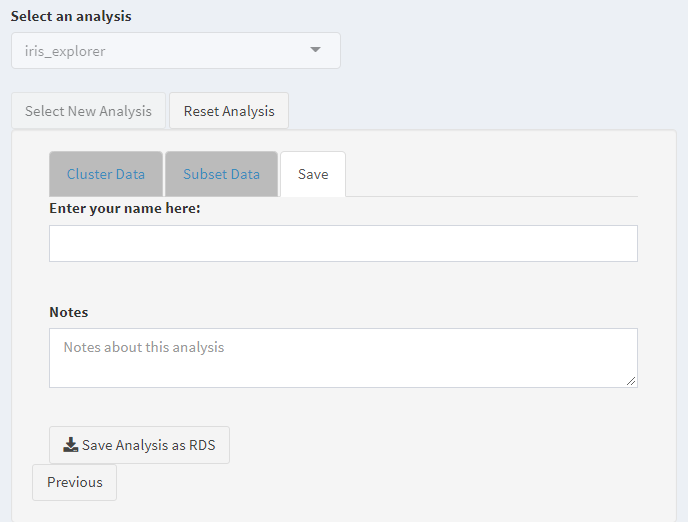 Select an analysis
iris_explorer
Select New Analysis Reset Analysis
Cluster Data Subset Data Save
Enter your name here:
Notes
Notes about this analysis
Save Analysis as RDS
Previous